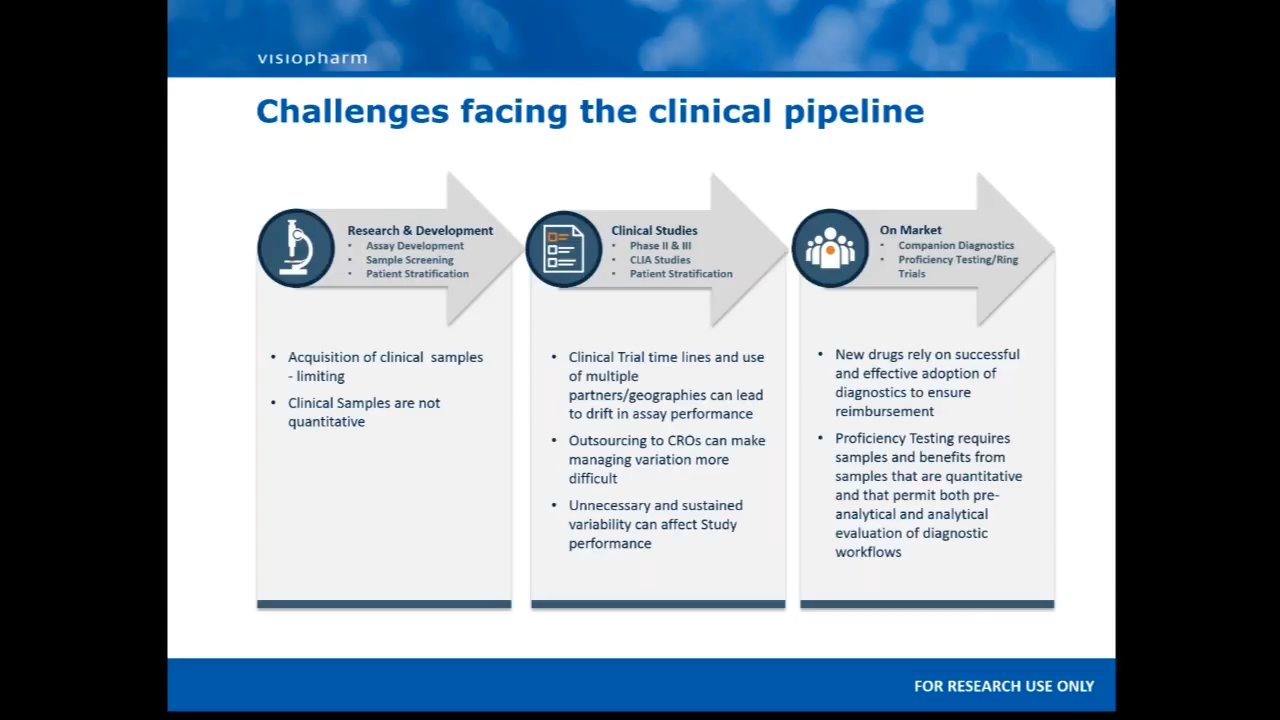 visiopharm
Challenges facing the clinical pipeline
Research & Development
• Assay Development
• Sample Screening
• Patient Stratification
• Acquisition of clinical samples
- limiting
• Clinical Samples are not
quantitative
Clinical Studies
• Phase II & III
• CLIA Studies
• Patient Stratification
• Clinical Trial time lines and use
of multiple
partners/geographies can lead
to drift in assay performance
• Outsourcing to CROs can make
managing variation more
difficult
• Unnecessary and sustained
variability can affect Study
performance
On Market
• Companion Diagnostics
• Proficiency Testing/Ring
Trials
• New drugs rely on successful
and effective adoption of
diagnostics to ensure
reimbursement
• Proficiency Testing requires
samples and benefits from
samples that are quantitative
and that permit both pre-
analytical and analytical
evaluation of diagnostic
workflows
FOR RESEARCH USE ONLY